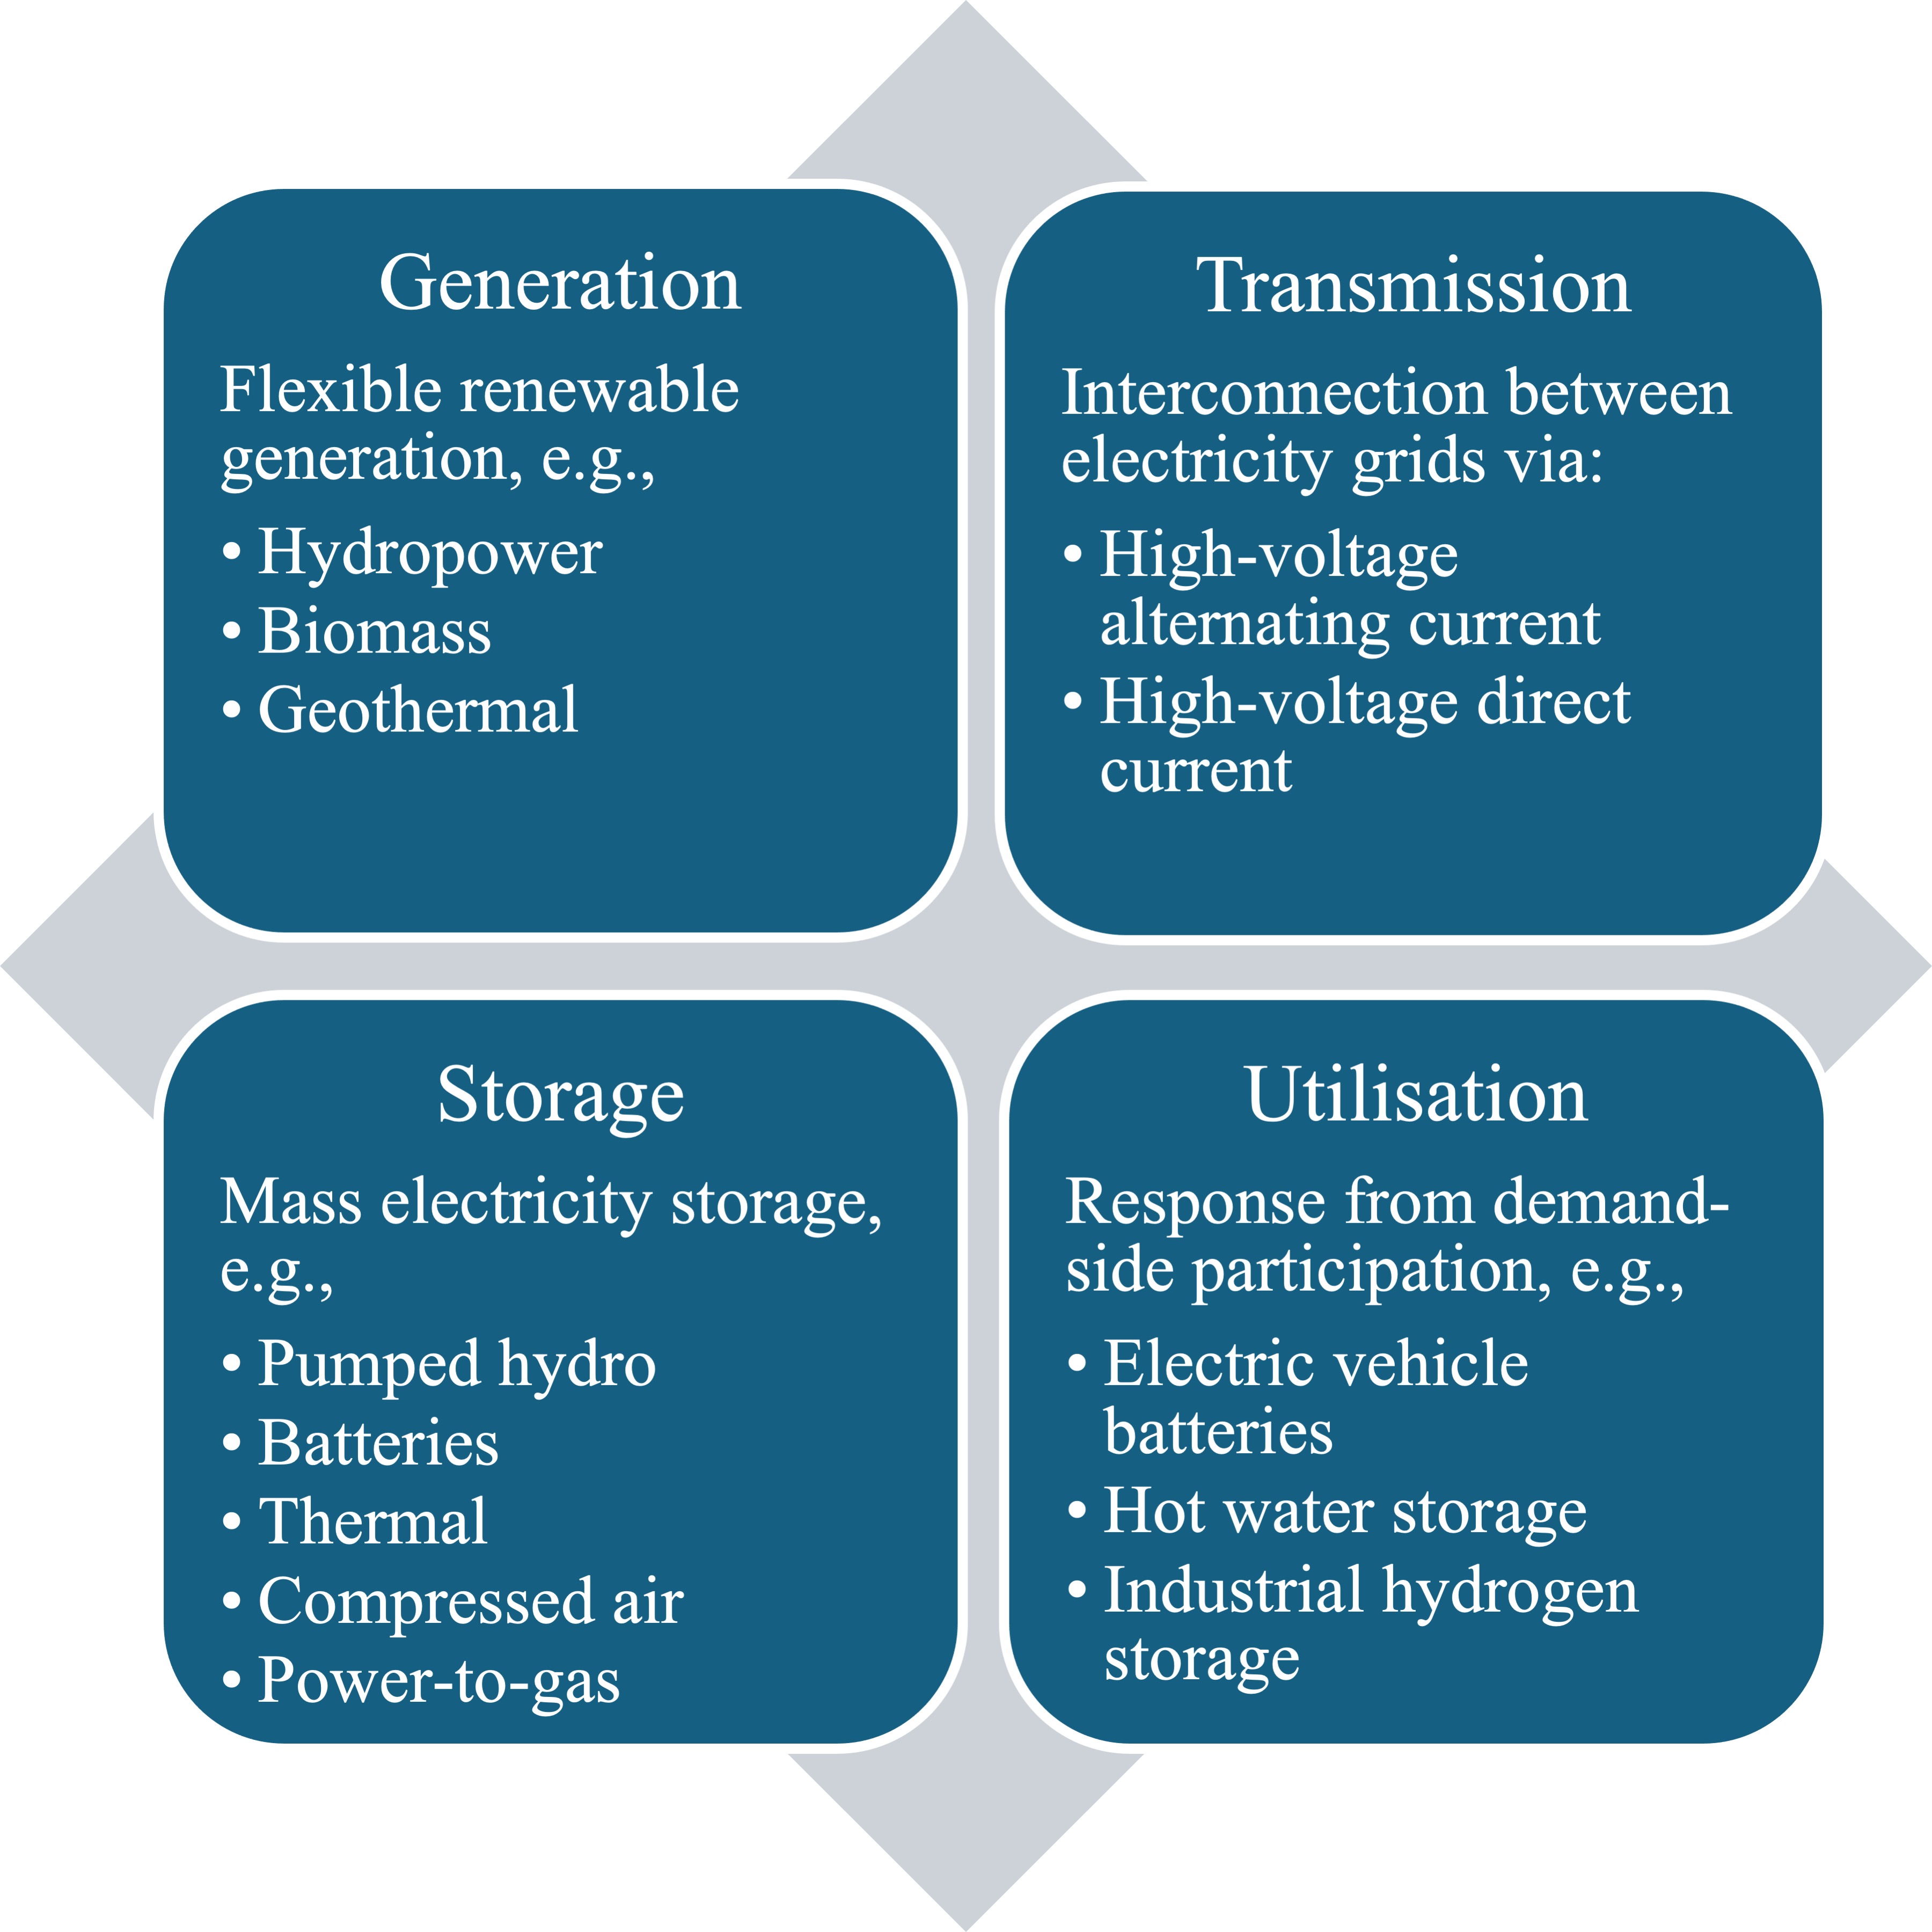 Generation
Flexible renewable
generation, e.g.,
• Hydropower
• Biomass
• Geothermal
Transmission
Interconnection between
electricity grids via:
• High-voltage
alternating current
• High-voltage direct
current
Storage
Mass electricity storage,
e.g.,
• Pumped hydro
• Batteries
• Thermal
• Compressed air
• Power-to-gas
Utilisation
Response from demand-
side participation, e.g.,
• Electric vehicle
batteries
• Hot water storage
• Industrial hydrogen
storage